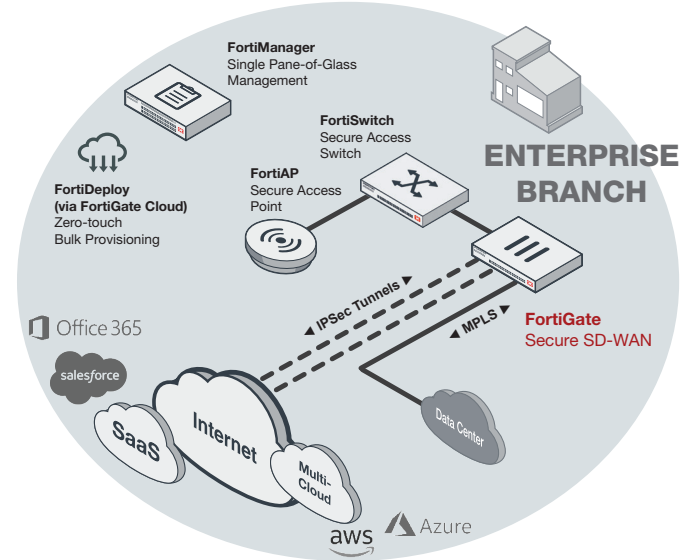 FortiManager
Single Pane-of-Glass
Management
FortiSwitch
Secure Access
Switch
ENTERPRISE
BRANCH
FortiAP
Secure Access
Point
FortiDeploy
(via FortiGate Cloud)
Zero-touch
Bulk Provisioning
◄ IPSec Tunnels ►
◄ MPLS ►
FortiGate
Secure SD-WAN
Office 365
salesforce
SaaS
Internet
Multi-
Cloud
Data Center
aws
Azure